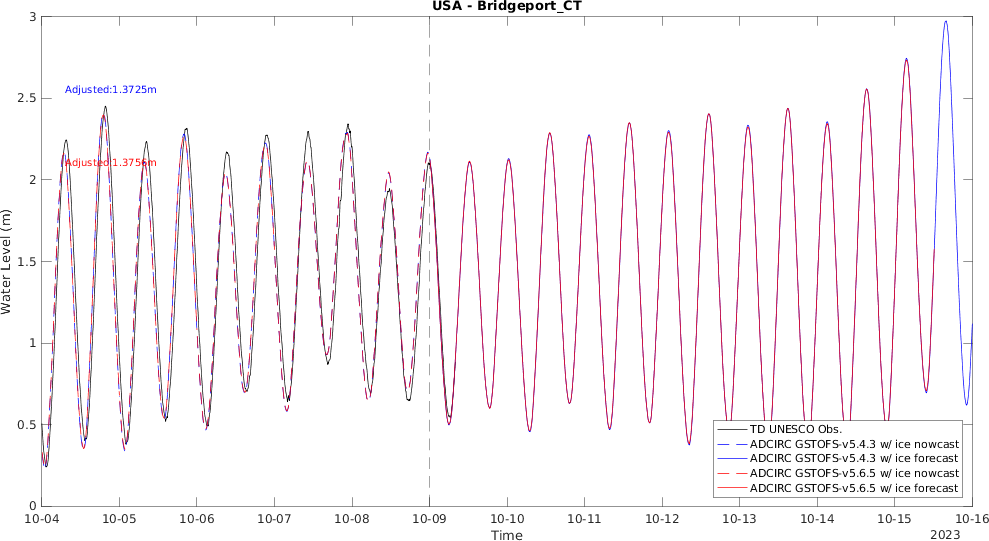 USA - Bridgeport_CT
3
2.5
2
1.5
1
0.5
0
Water Level (m)
Adjusted:1.3725m
Adjusted:1.3756m
TD UNESCO Obs.
ADCIRC GSTOFS-v5.4.3 w/ ice nowcast
ADCIRC GSTOFS-v5.4.3 w/ ice forecast
ADCIRC GSTOFS-v5.6.5 w/ ice nowcast
ADCIRC GSTOFS-v5.6.5 w/ ice forecast
10-04 10-05 10-06 10-07 10-08 10-09 10-10 10-11 10-12 10-13 10-14 10-15 10-16
Time
2023